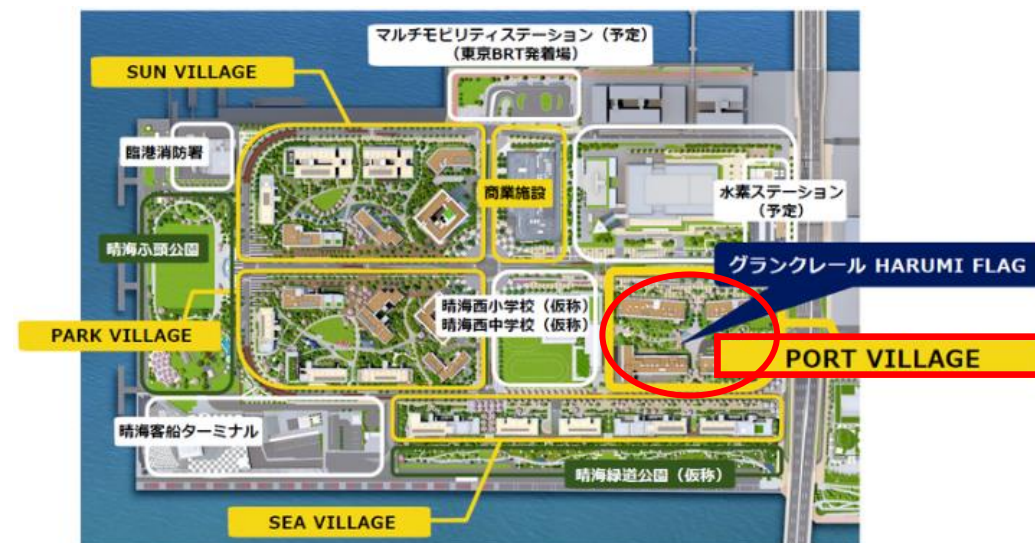 マルチモビリティステーション（予定）
（東京BRT発着場）
SUN VILLAGE
臨港消防署
商業施設
水素ステーション
（予定）
晴海ふ頭公園
グランクレール HARUMI FLAG
晴海西小学校（仮称）
晴海西中学校（仮称）
PARK VILLAGE
PORT VILLAGE
晴海客船ターミナル
晴海緑道公園（仮称）
SEA VILLAGE